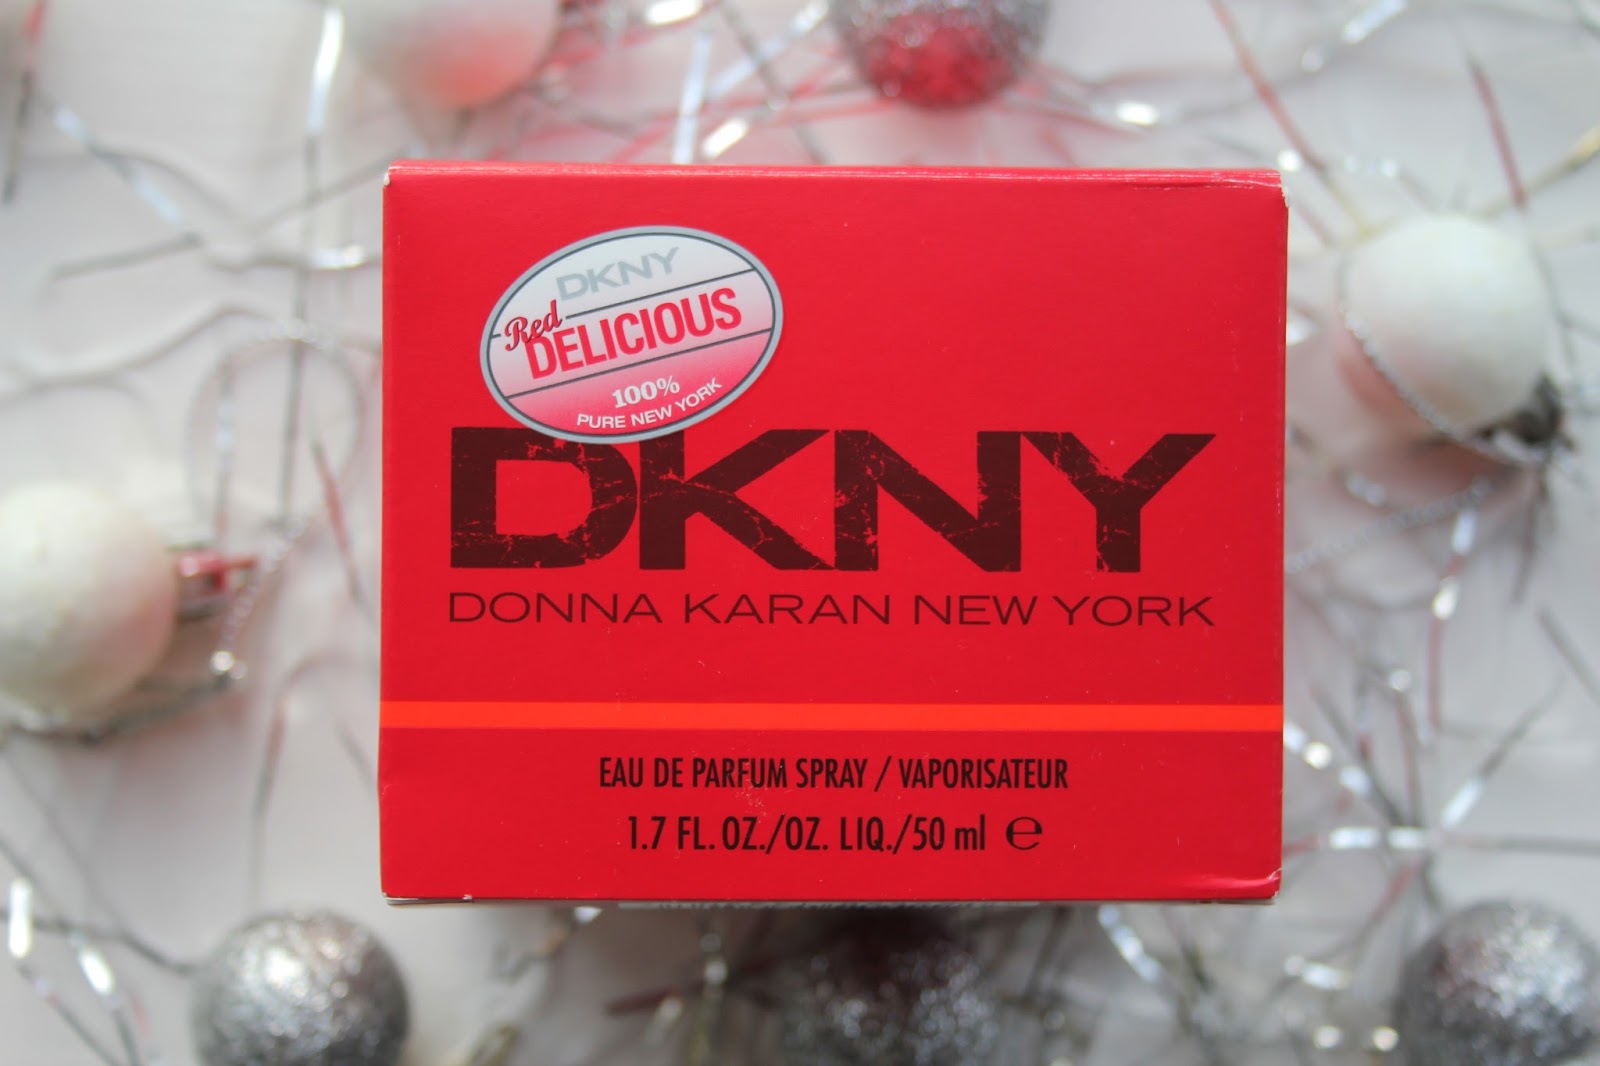 DKNY
Red
DELICIOUS
100%
PURE NEW YORK
DKNY
DONNA KARAN NEW YORK
EAU DE PARFUM SPRAY / VAPORISATEUR
1.7 FL. OZ./OZ. LIQ./50 ml ℮